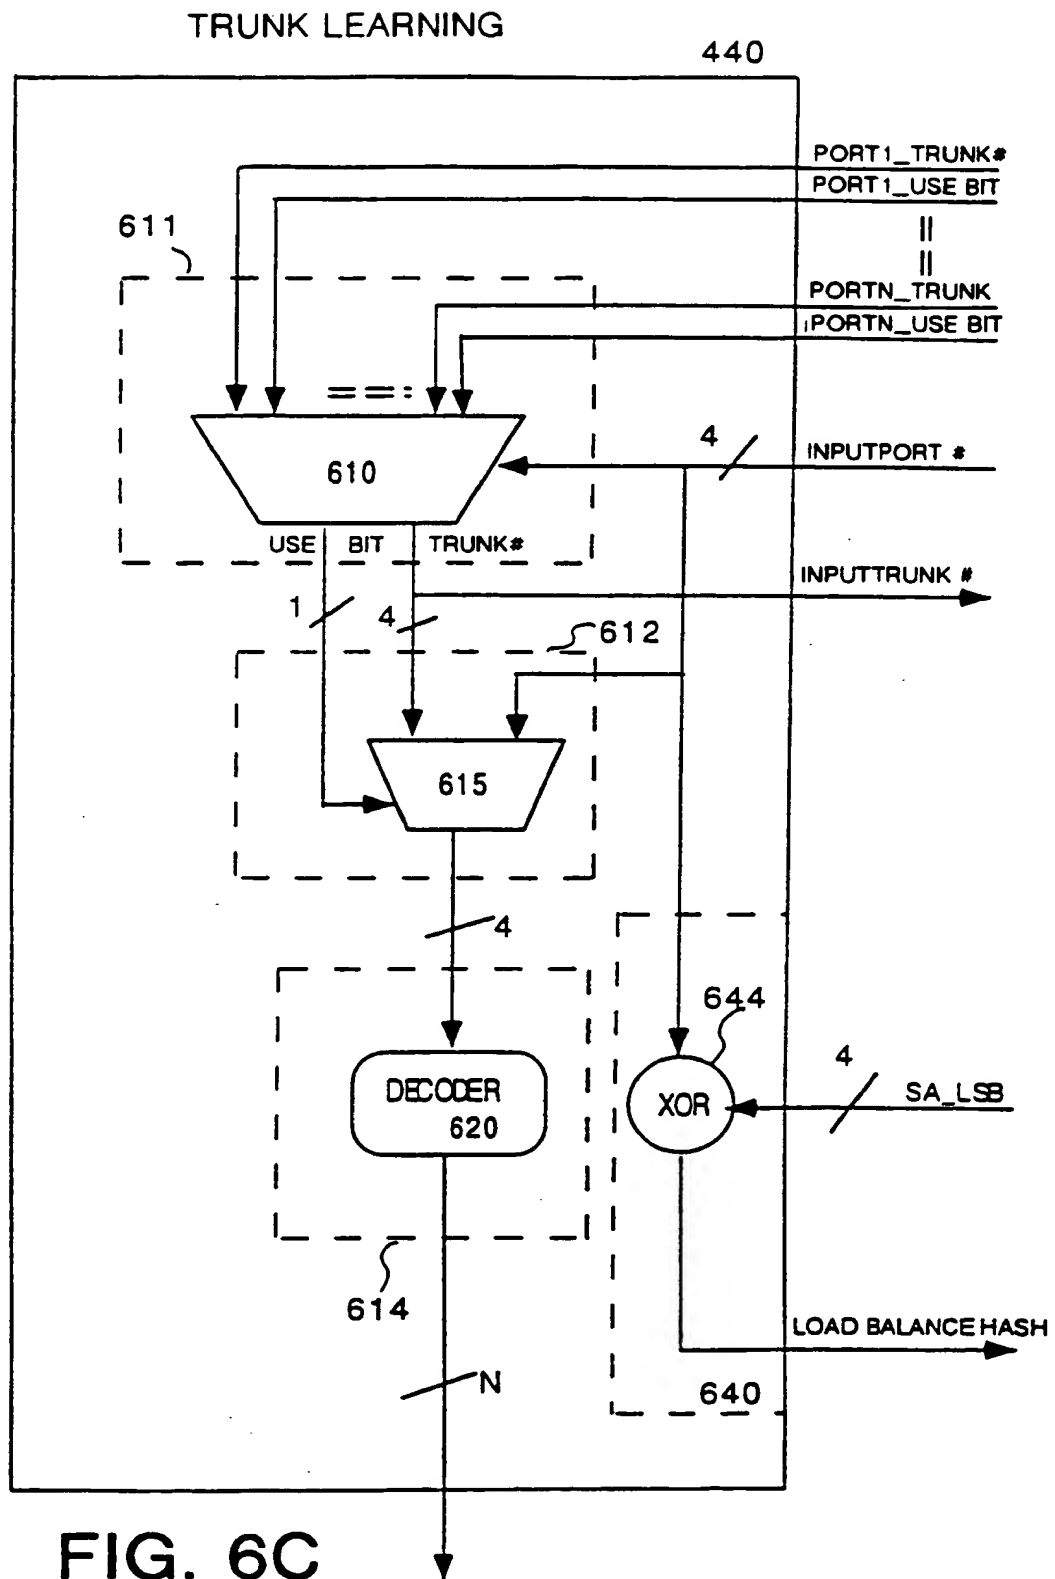 TRUNK LEARNING
440
PORT1_TRUNK#
PORT1_USE BIT
611
PORTN_TRUNK
PORTN_USE BIT
4
INPUTPORT #
610
USE BIT TRUNK#
INPUTTRUNK #
1
4
612
615
4
644
4
DECODER
620
XOR
SA_LSB
614
LOAD BALANCE HASH
N
640
FIG. 6C